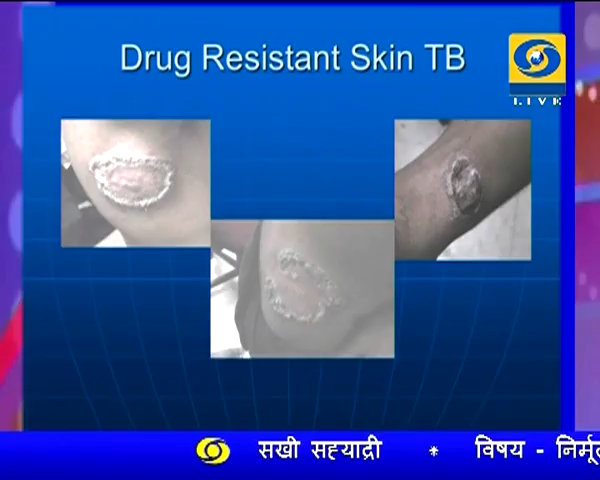 Drug Resistant Skin TB
LIVE
सखी सह्याद्री * विषय -